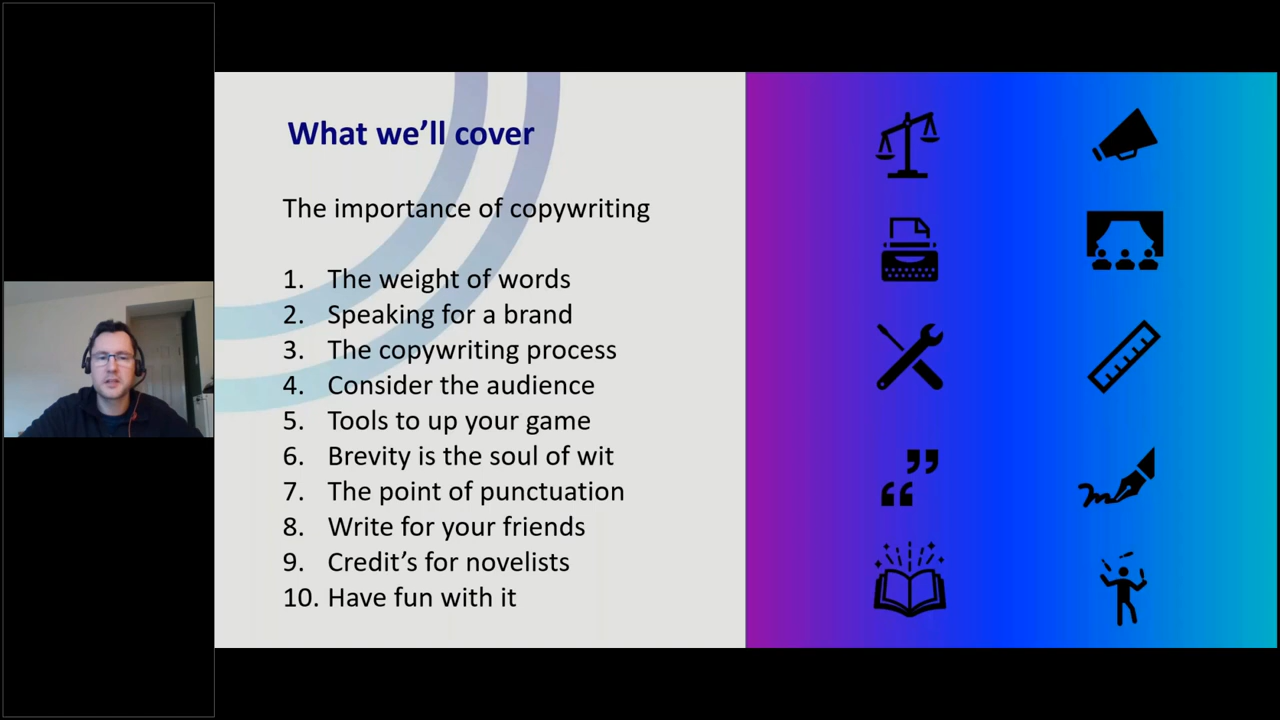 What we’ll cover
The importance of copywriting
1. The weight of words
2. Speaking for a brand
3. The copywriting process
4. Consider the audience
5. Tools to up your game
6. Brevity is the soul of wit
7. The point of punctuation
8. Write for your friends
9. Credit’s for novelists
10. Have fun with it